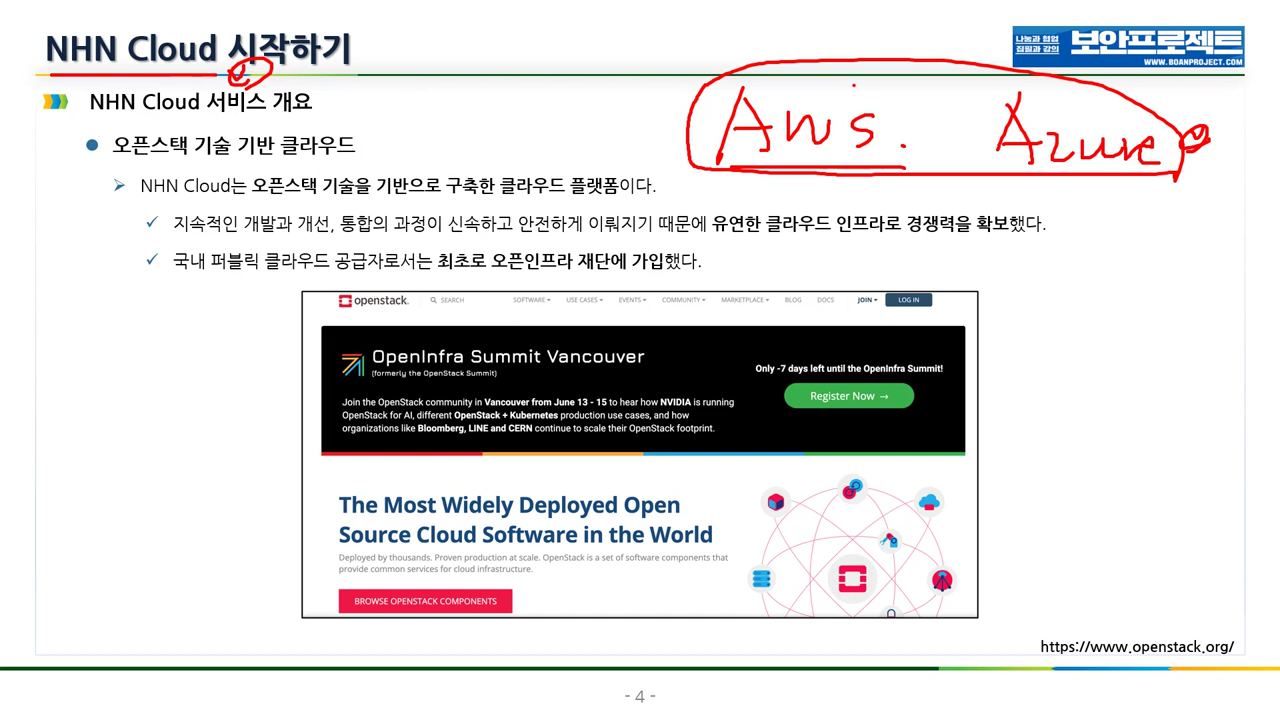 NHN Cloud 시작하기
나눔과 협업
집필과 강의
보안프로젝트
WWW.BOANPROJECT.COM
NHN Cloud 서비스 개요
Aws. Azure
오픈스택 기술 기반 클라우드
NHN Cloud는 오픈스택 기술을 기반으로 구축한 클라우드 플랫폼이다.
지속적인 개발과 개선, 통합의 과정이 신속하고 안전하게 이뤄지기 때문에 유연한 클라우드 인프라로 경쟁력을 확보했다.
국내 퍼블릭 클라우드 공급자로서는 최초로 오픈인프라 재단에 가입했다.
openstack. SEARCH SOFTWARE USE CASES EVENTS COMMUNITY MARKETPLACE BLOG DOCS JOIN LOG IN
OpenInfra Summit Vancouver
(formerly the OpenStack Summit)
Only -7 days left until the OpenInfra Summit!
Register Now →
Join the OpenStack community in Vancouver from June 13 - 15 to hear how NVIDIA is running
OpenStack for AI, different OpenStack + Kubernetes production use cases, and how
organizations like Bloomberg, LINE and CERN continue to scale their OpenStack footprint.
The Most Widely Deployed Open
Source Cloud Software in the World
Deployed by thousands. Proven production at scale. OpenStack is a set of software components that
provide common services for cloud infrastructure.
BROWSE OPENSTACK COMPONENTS
https://www.openstack.org/
- 4 -